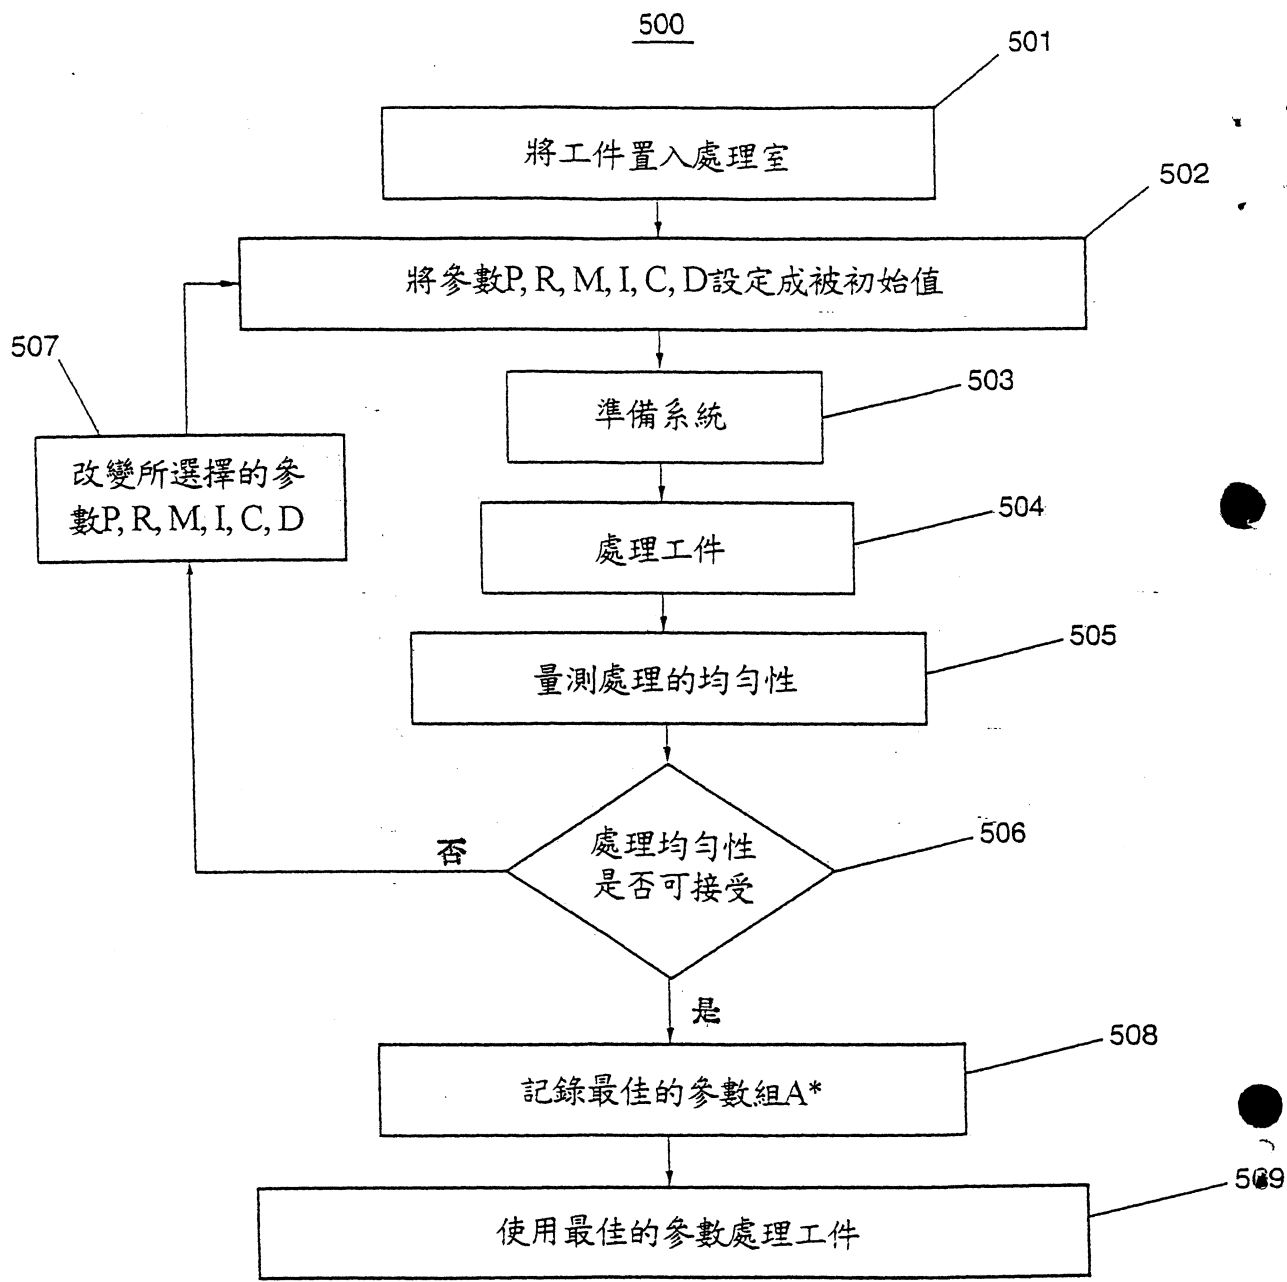 500
501
將工件置入處理室
502
將參數P, R, M, I, C, D設定成被初始值
507
503
準備系統
改變所選擇的參
數P, R, M, I, C, D
504
處理工件
505
量測處理的均勻性
506
處理均勻性
是否可接受
否
是
508
記錄最佳的參數組A*
509
使用最佳的參數處理工件